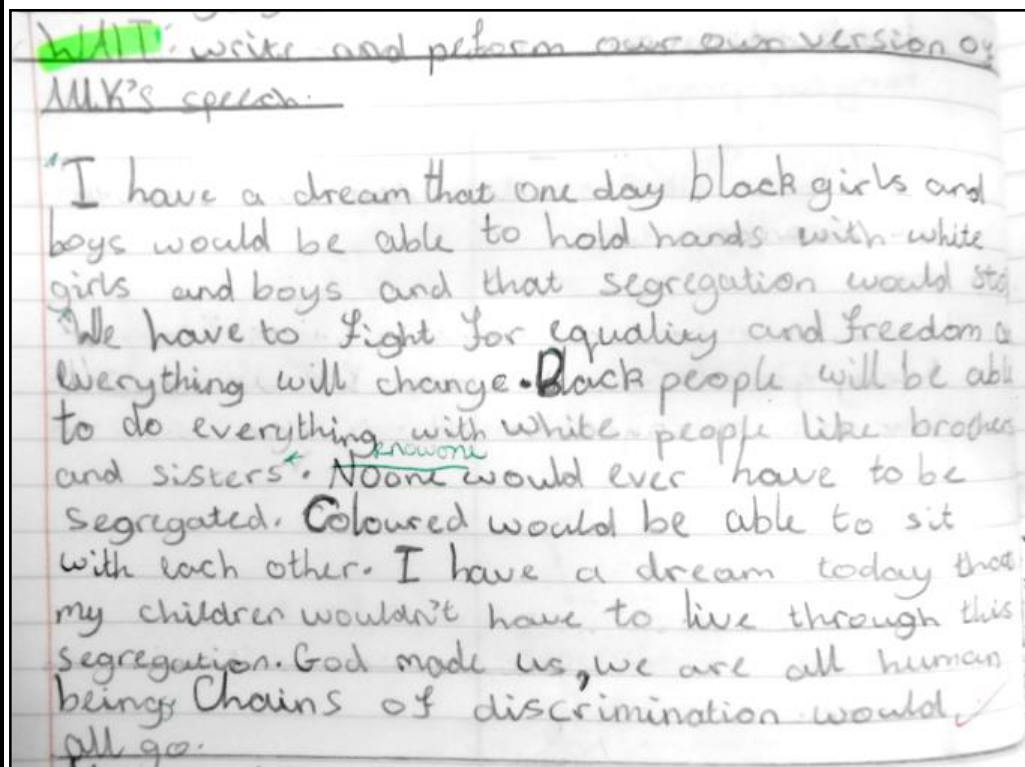 WALT: write and peform our own version of
MLK's speech.
"I have a dream that one day black girls and
boys would be able to hold hands with white
girls and boys and that segregation would sto
"We have to fight for equality and freedom a
everything will change. Black people will be abl
to do everything with white people like brothers
knowone
and sisters". Noone would ever have to be
segregated. Coloured would be able to sit
with each other. I have a dream today that
my children wouldn't have to live through this
segregation. God made us, we are all human
beings Chains of discrimination would
all go.